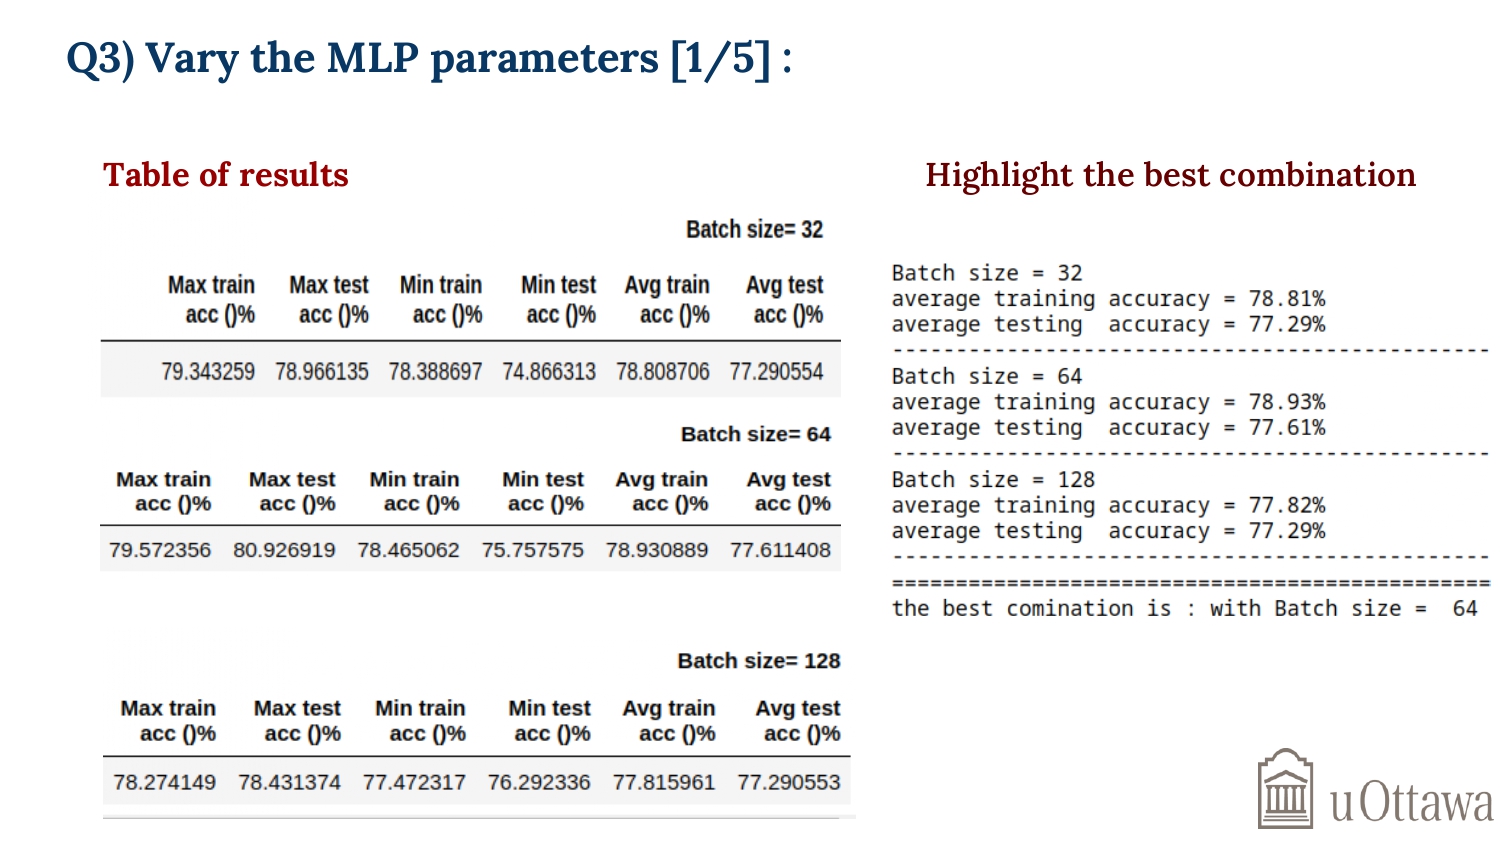 Q3) Vary the MLP parameters [1/5] :
Table of results
Batch size= 32
Max train acc ()% Max test acc ()% Min train acc ()% Min test acc ()% Avg train acc ()% Avg test acc ()%
79.343259 78.966135 78.388697 74.866313 78.808706 77.290554
Batch size= 64
Max train acc ()% Max test acc ()% Min train acc ()% Min test acc ()% Avg train acc ()% Avg test acc ()%
79.572356 80.926919 78.465062 75.757575 78.930889 77.611408
Batch size= 128
Max train acc ()% Max test acc ()% Min train acc ()% Min test acc ()% Avg train acc ()% Avg test acc ()%
78.274149 78.431374 77.472317 76.292336 77.815961 77.290553
Highlight the best combination
Batch size = 32
average training accuracy = 78.81%
average testing  accuracy = 77.29%
-----------------------------------------------
Batch size = 64
average training accuracy = 78.93%
average testing  accuracy = 77.61%
-----------------------------------------------
Batch size = 128
average training accuracy = 77.82%
average testing  accuracy = 77.29%
-----------------------------------------------
===============================================
the best comination is : with Batch size =  64
uOttawa